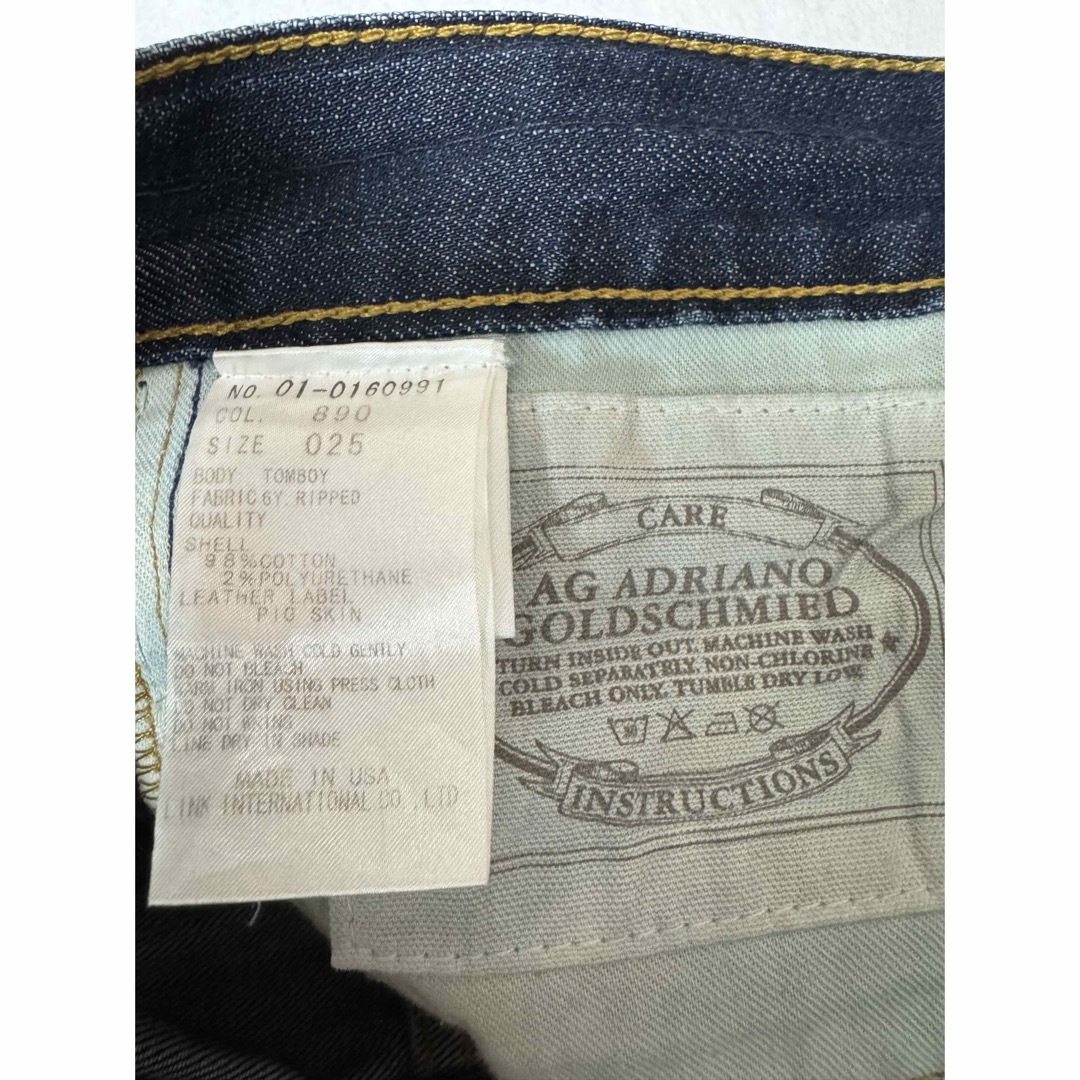 NO. 01-0160991
COL. 890
SIZE 025
BODY TOMBOY
FABRIC 6Y. RIPPED
QUALITY
SHELL
98%COTTON
2%POLYURETHANE
LEATHER LABEL
PIG SKIN
MACHINE WASH COLD GENTLY
DO NOT BLEACH
WARM IRON USING PRESS CLOTH
DO NOT DRY CLEAN
DO NOT WRING
LINE DRY IN SHADE
MADE IN USA
LINK INTERNATIONAL CO.,LTD
CARE
AG ADRIANO
GOLDSCHMIED
TURN INSIDE OUT. MACHINE WASH
COLD SEPARATELY. NON-CHLORINE
BLEACH ONLY. TUMBLE DRY LOW
INSTRUCTIONS